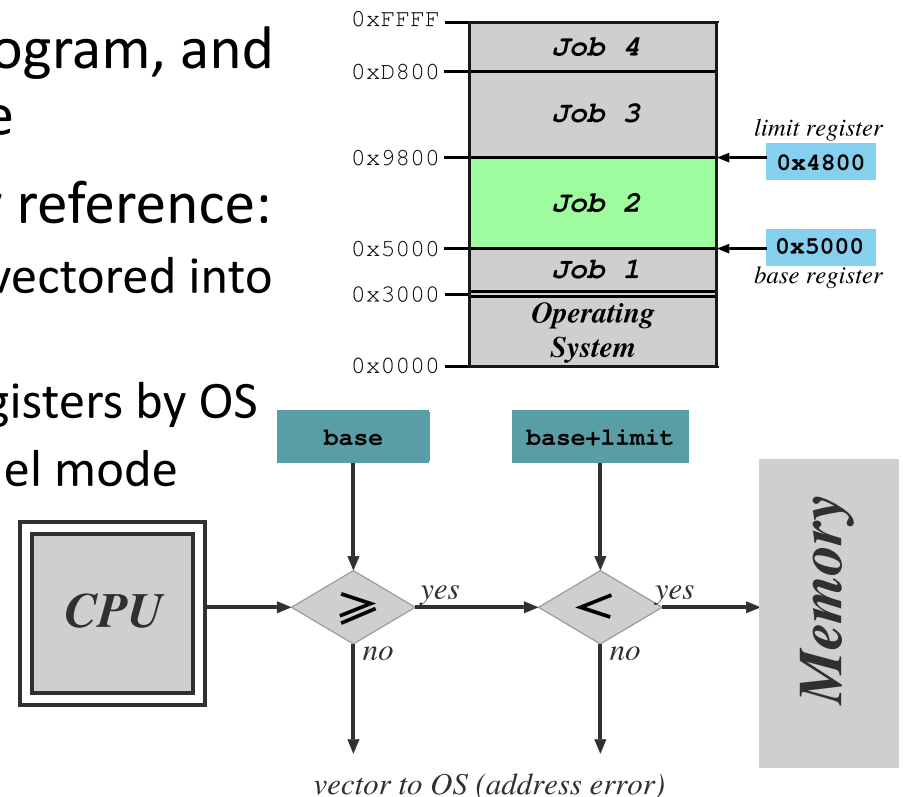 ogram, and
e
reference:
vectored into
gisters by OS
el mode
0xFFFF
Job 4
0xD800
Job 3
limit register
0x9800
0x4800
Job 2
0x5000
0x5000
Job 1
base register
0x3000
Operating
System
0x0000
base
base+limit
CPU
≥
yes
<
yes
Memory
no
no
vector to OS (address error)